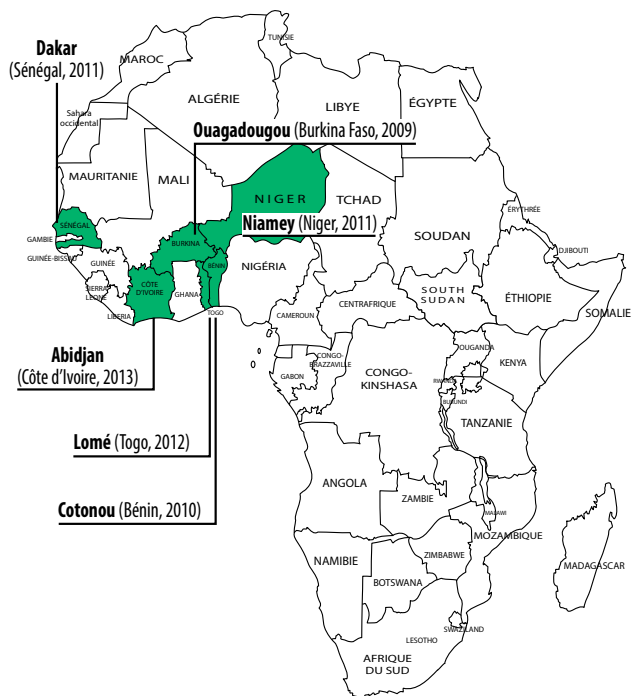 TUNISIE
Dakar
(Sénégal, 2011)
MAROC
ALGÉRIE
LIBYE
ÉGYPTE
Sahara
occidental
Ouagadougou (Burkina Faso, 2009)
MAURITANIE
MALI
NIGER
TCHAD
Niamey (Niger, 2011)
SOUDAN
ÉRYTHRÉE
DJIBOUTI
SÉNÉGAL
GAMBIE
GUINÉE-BISSAU
GUINÉE
SIERRA
LEONE
LIBERIA
CÔTE
D'IVOIRE
BURKINA
GHANA
BÉNIN
TOGO
NIGÉRIA
CAMEROUN
CENTRAFRIQUE
SOUTH
SUDAN
ÉTHIOPIE
SOMALIE
Abidjan
(Côte d’Ivoire, 2013)
GABON
CONGO-
BRAZZAVILLE
CONGO-
KINSHASA
OUGANDA
KENYA
RWANDA
BURUNDI
TANZANIE
Lomé (Togo, 2012)
Cotonou (Bénin, 2010)
ANGOLA
ZAMBIE
MALAWI
MOZAMBIQUE
MADAGASCAR
NAMIBIE
ZIMBABWE
BOTSWANA
SWAZILAND
LESOTHO
AFRIQUE
DU SUD